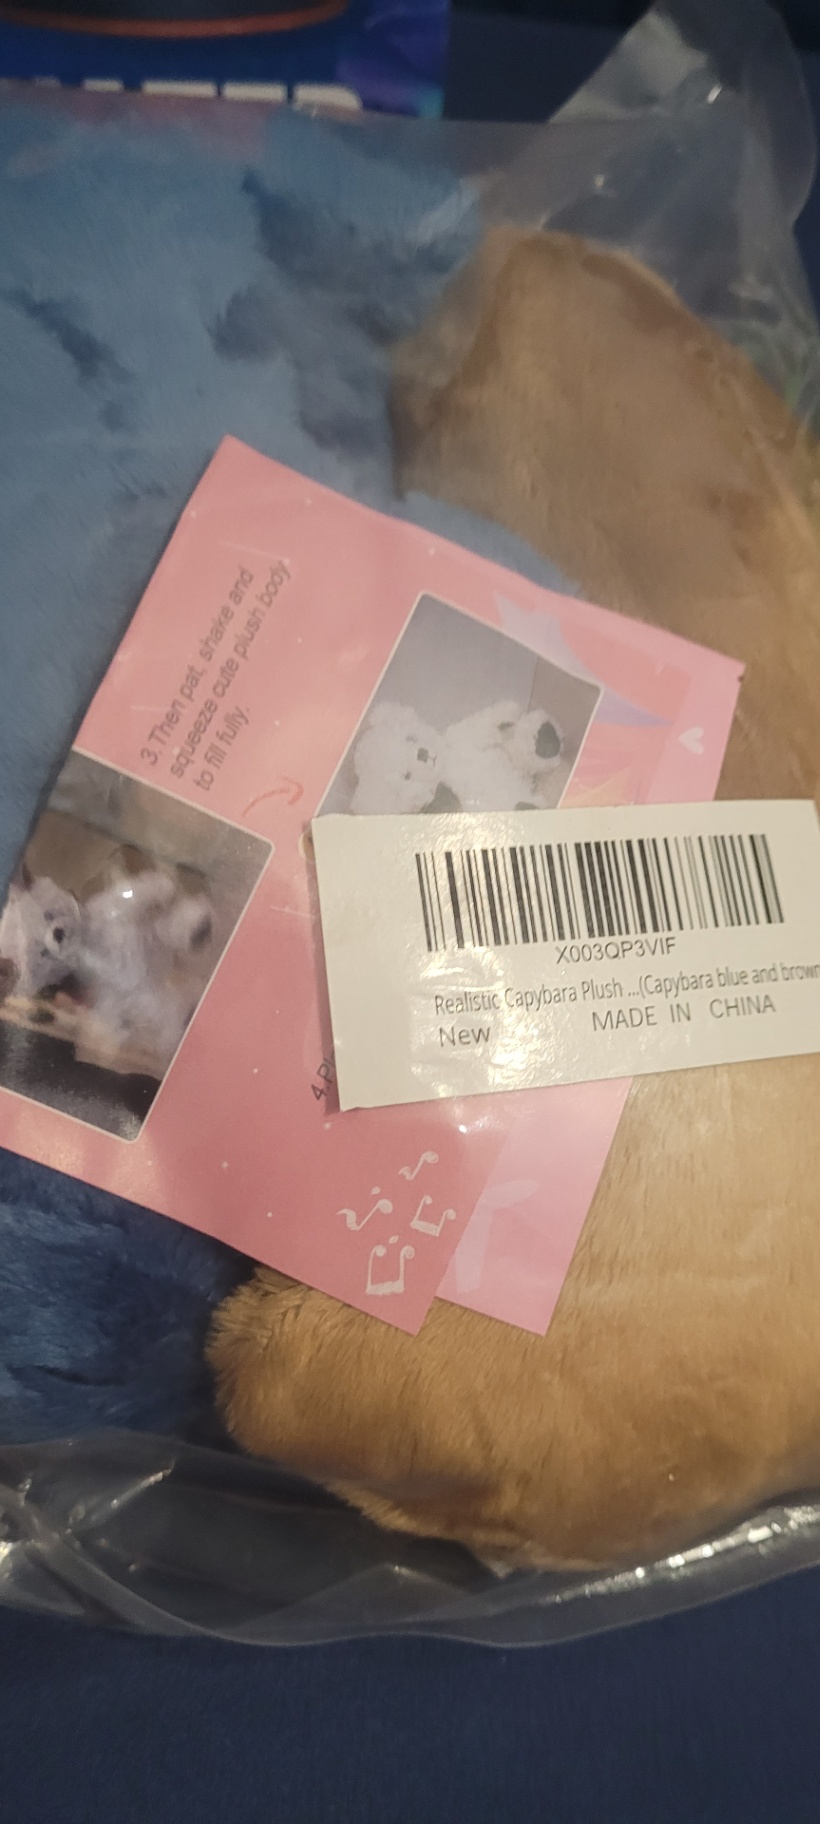 3. Then pat, shake and
squeeze cute plush body
to fill fully.
X003QP3VIF
Realistic Capybara Plush ...(Capybara blue and brown
New MADE IN CHINA
4.